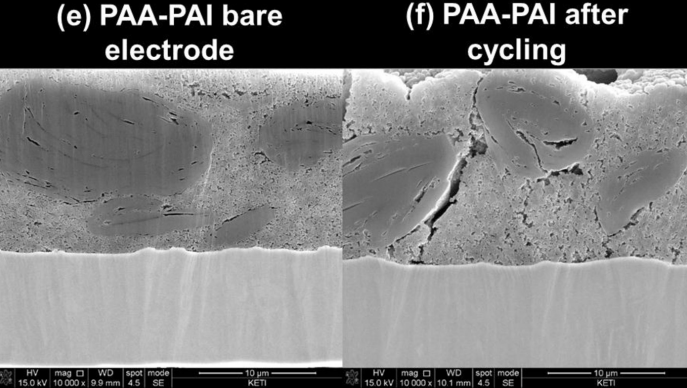 (e) PAA-PAI bare
electrode
(f) PAA-PAI after
cycling
HV mag WD spot mode 10 µm
15.0 kV 10 000 x 9.9 mm 4.5 SE KETI
HV mag WD spot mode 10 µm
15.0 kV 10 000 x 10.1 mm 4.5 SE KETI